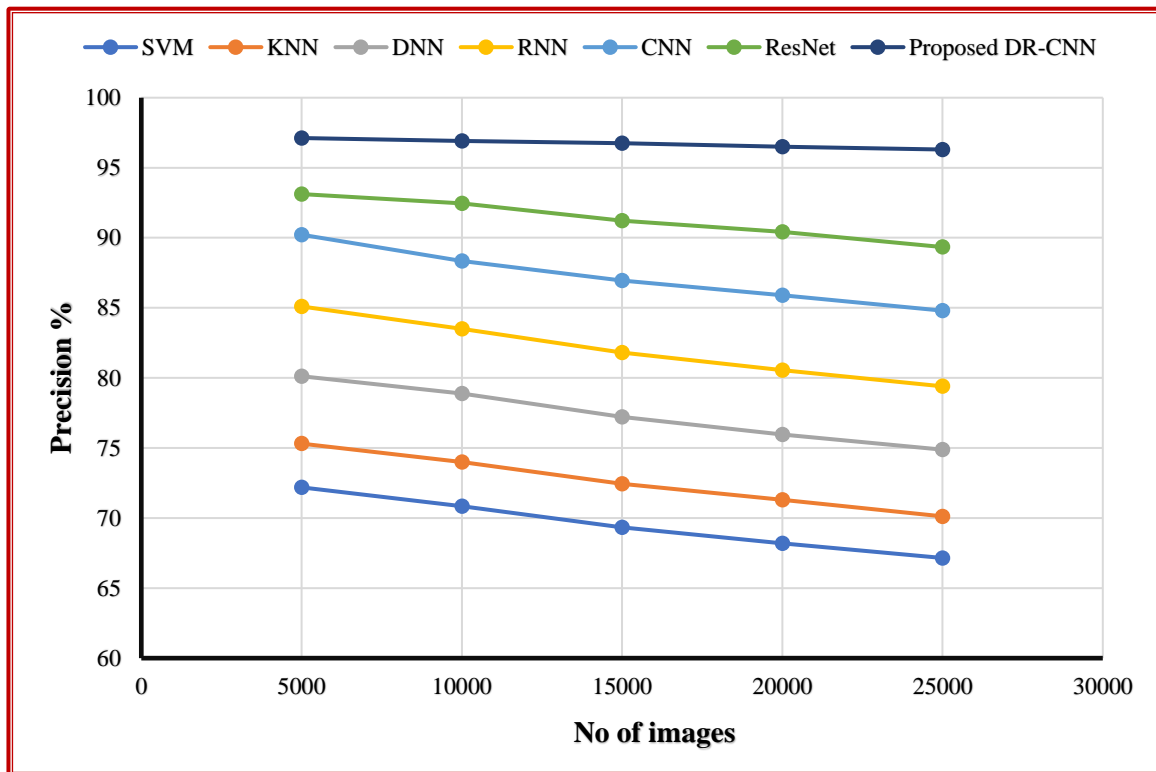 SVM KNN DNN RNN CNN ResNet Proposed DR-CNN
100
95
90
85
80
75
70
65
60
Precision %
0 5000 10000 15000 20000 25000 30000
No of images